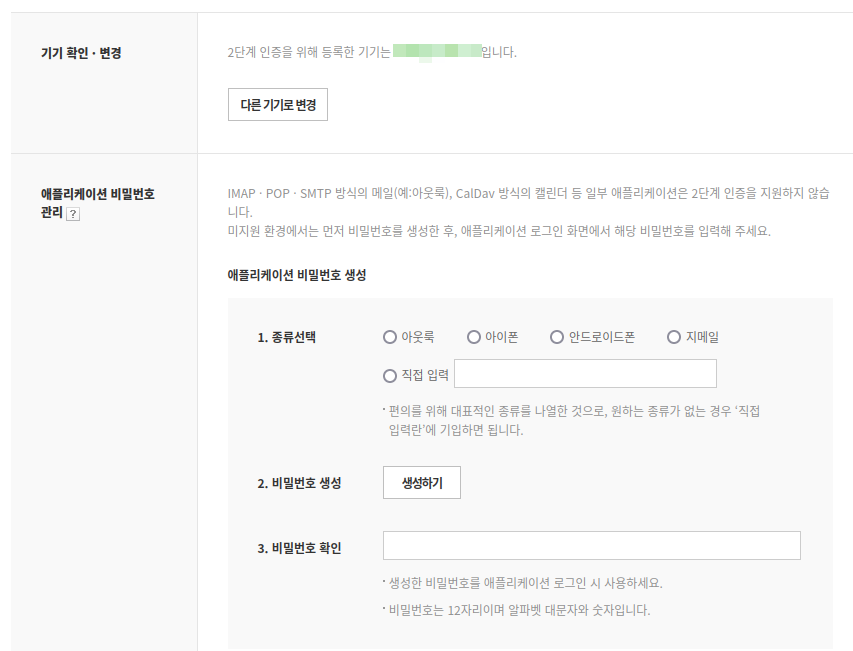 기기 확인 · 변경
2단계 인증을 위해 등록한 기기는 입니다.
다른 기기로 변경
애플리케이션 비밀번호
관리 ?
IMAP · POP · SMTP 방식의 메일(예:아웃룩), CalDav 방식의 캘린더 등 일부 애플리케이션은 2단계 인증을 지원하지 않습
니다.
미지원 환경에서는 먼저 비밀번호를 생성한 후, 애플리케이션 로그인 화면에서 해당 비밀번호를 입력해 주세요.
애플리케이션 비밀번호 생성
1. 종류선택
아웃룩 아이폰 안드로이드폰 지메일
직접 입력
· 편의를 위해 대표적인 종류를 나열한 것으로, 원하는 종류가 없는 경우 ‘직접
입력란’에 기입하면 됩니다.
2. 비밀번호 생성
생성하기
3. 비밀번호 확인
· 생성한 비밀번호를 애플리케이션 로그인 시 사용하세요.
· 비밀번호는 12자리이며 알파벳 대문자와 숫자입니다.